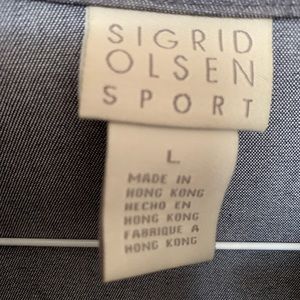 SIGRID
OLSEN
SPORT
L
MADE IN
HONG KONG
HECHO EN
HONG KONG
FABRIQUE A
HONG KONG